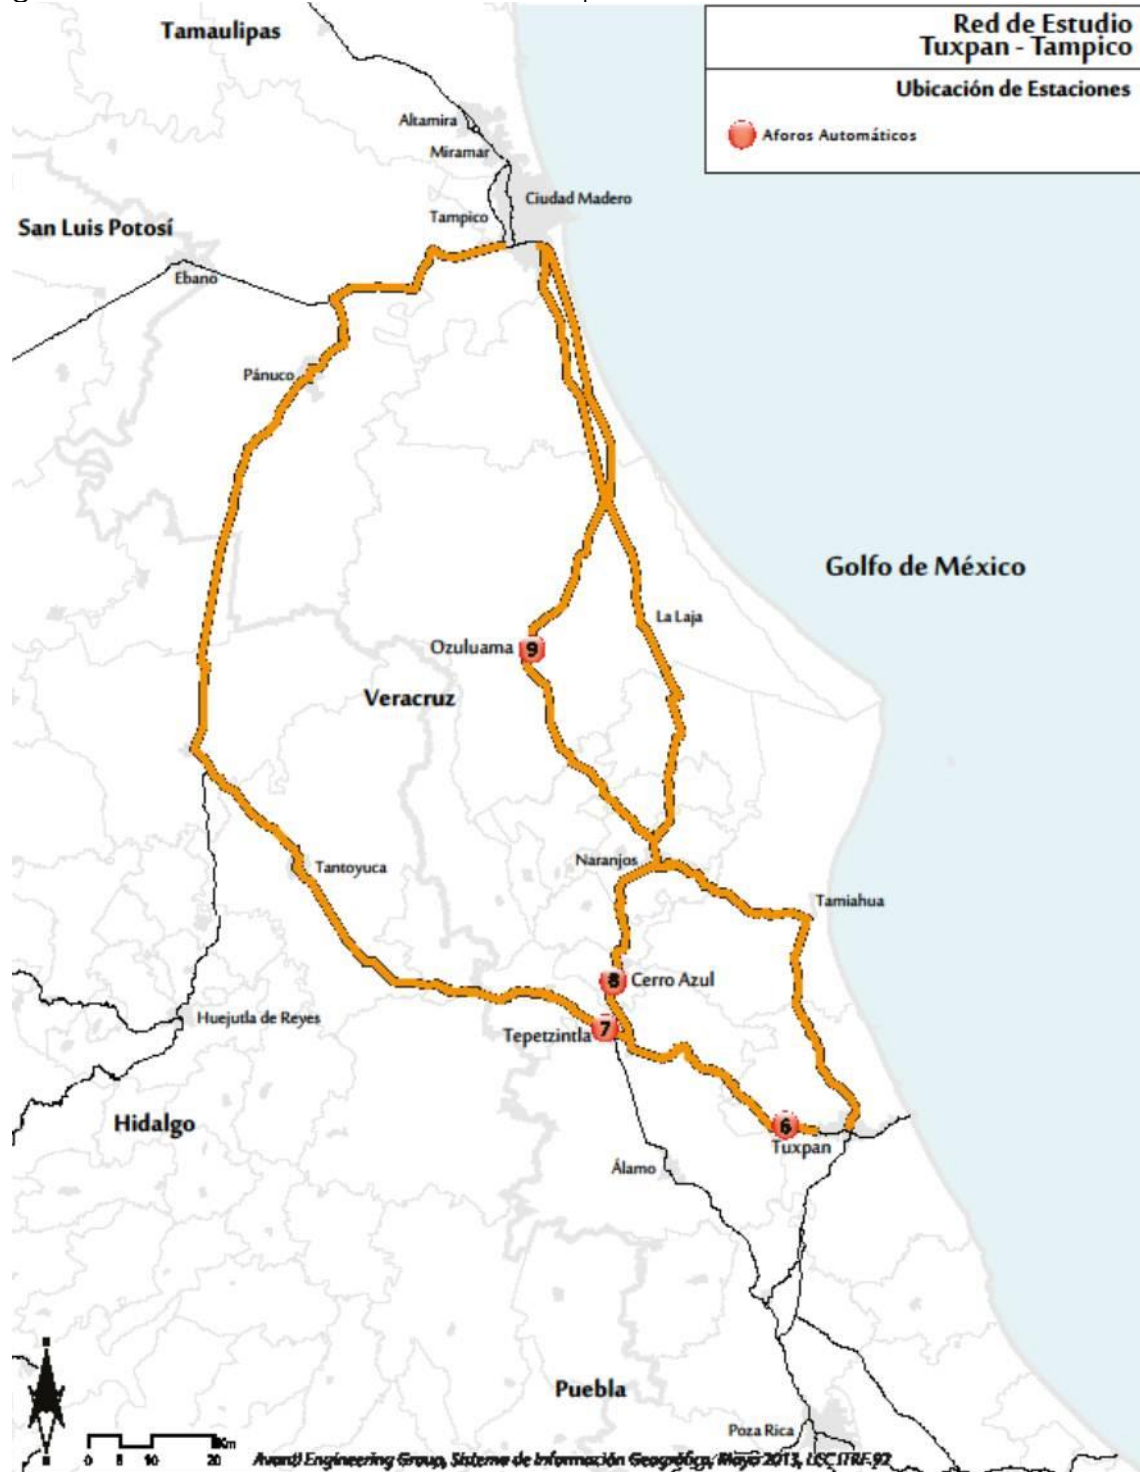 Tamaulipas
Red de Estudio
Tuxpan - Tampico
Ubicación de Estaciones
Aforos Automáticos
Altamira
Miramar
Ciudad Madero
Tampico
San Luis Potosí
Ebano
Pánuco
Golfo de México
La Laja
Ozuluama
9
Veracruz
Naranjos
Tantoyuca
Tamiahua
8
Cerro Azul
Huejutla de Reyes
7
Tepetzintla
Hidalgo
6
Tuxpan
Álamo
Puebla
Poza Rica
0 5 10 20 Km
Avanti Engineering Group, Sistema de Información Geográfica, Mayo 2013, LCC ITRF 92